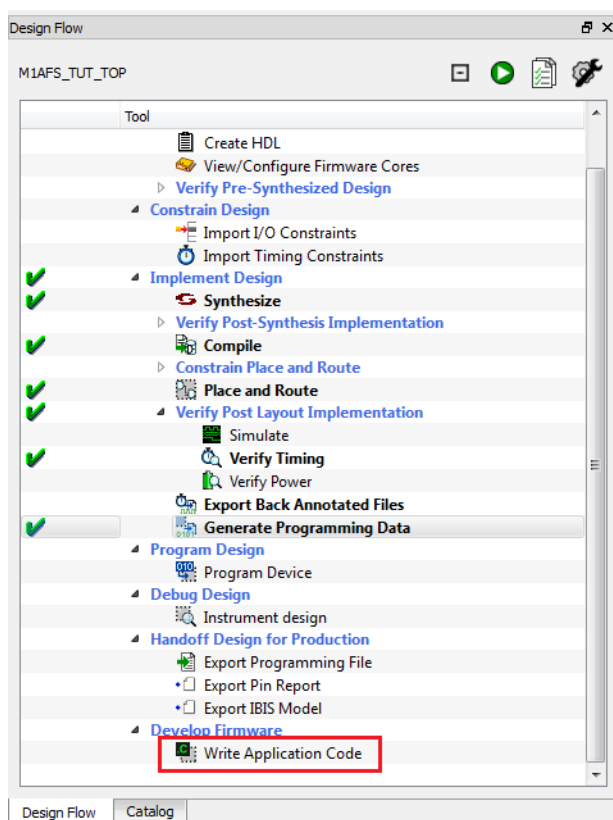 Design Flow
M1AFS_TUT_TOP
Tool
Create HDL
View/Configure Firmware Cores
Verify Pre-Synthesized Design
Constrain Design
Import I/O Constraints
Import Timing Constraints
Implement Design
Synthesize
Verify Post-Synthesis Implementation
Compile
Constrain Place and Route
Place and Route
Verify Post Layout Implementation
Simulate
Verify Timing
Verify Power
Export Back Annotated Files
Generate Programming Data
Program Design
Program Device
Debug Design
Instrument design
Handoff Design for Production
Export Programming File
Export Pin Report
Export IBIS Model
Develop Firmware
Write Application Code
Design Flow Catalog